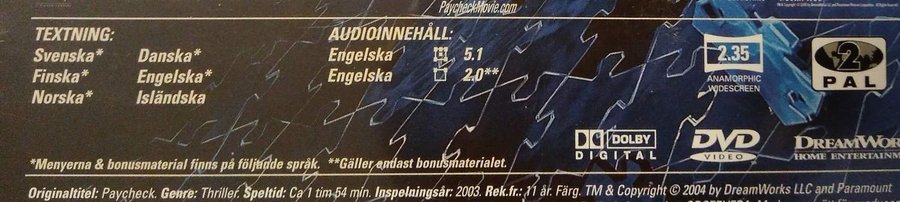 PaycheckMovie.com
TEXTNING:
Svenska* Danska*
Finska* Engelska*
Norska* Isländska
AUDIOINNEHÅLL:
Engelska 5.1
Engelska 2.0**
2.35
ANAMORPHIC
WIDESCREEN
2
PAL
DOLBY
DIGITAL
DVD
VIDEO
DREAMWOR
HOME ENTERTAINM
*Menyerna & bonusmaterial finns på följande språk. **Gäller endast bonusmaterialet.
Originaltitel: Paycheck. Genre: Thriller. Speltid: Ca 1 tim 54 min. Inspelningsår: 2003. Rek.fr.: 11 år. Färg. TM & Copyright © 2004 by DreamWorks LLC and Paramount